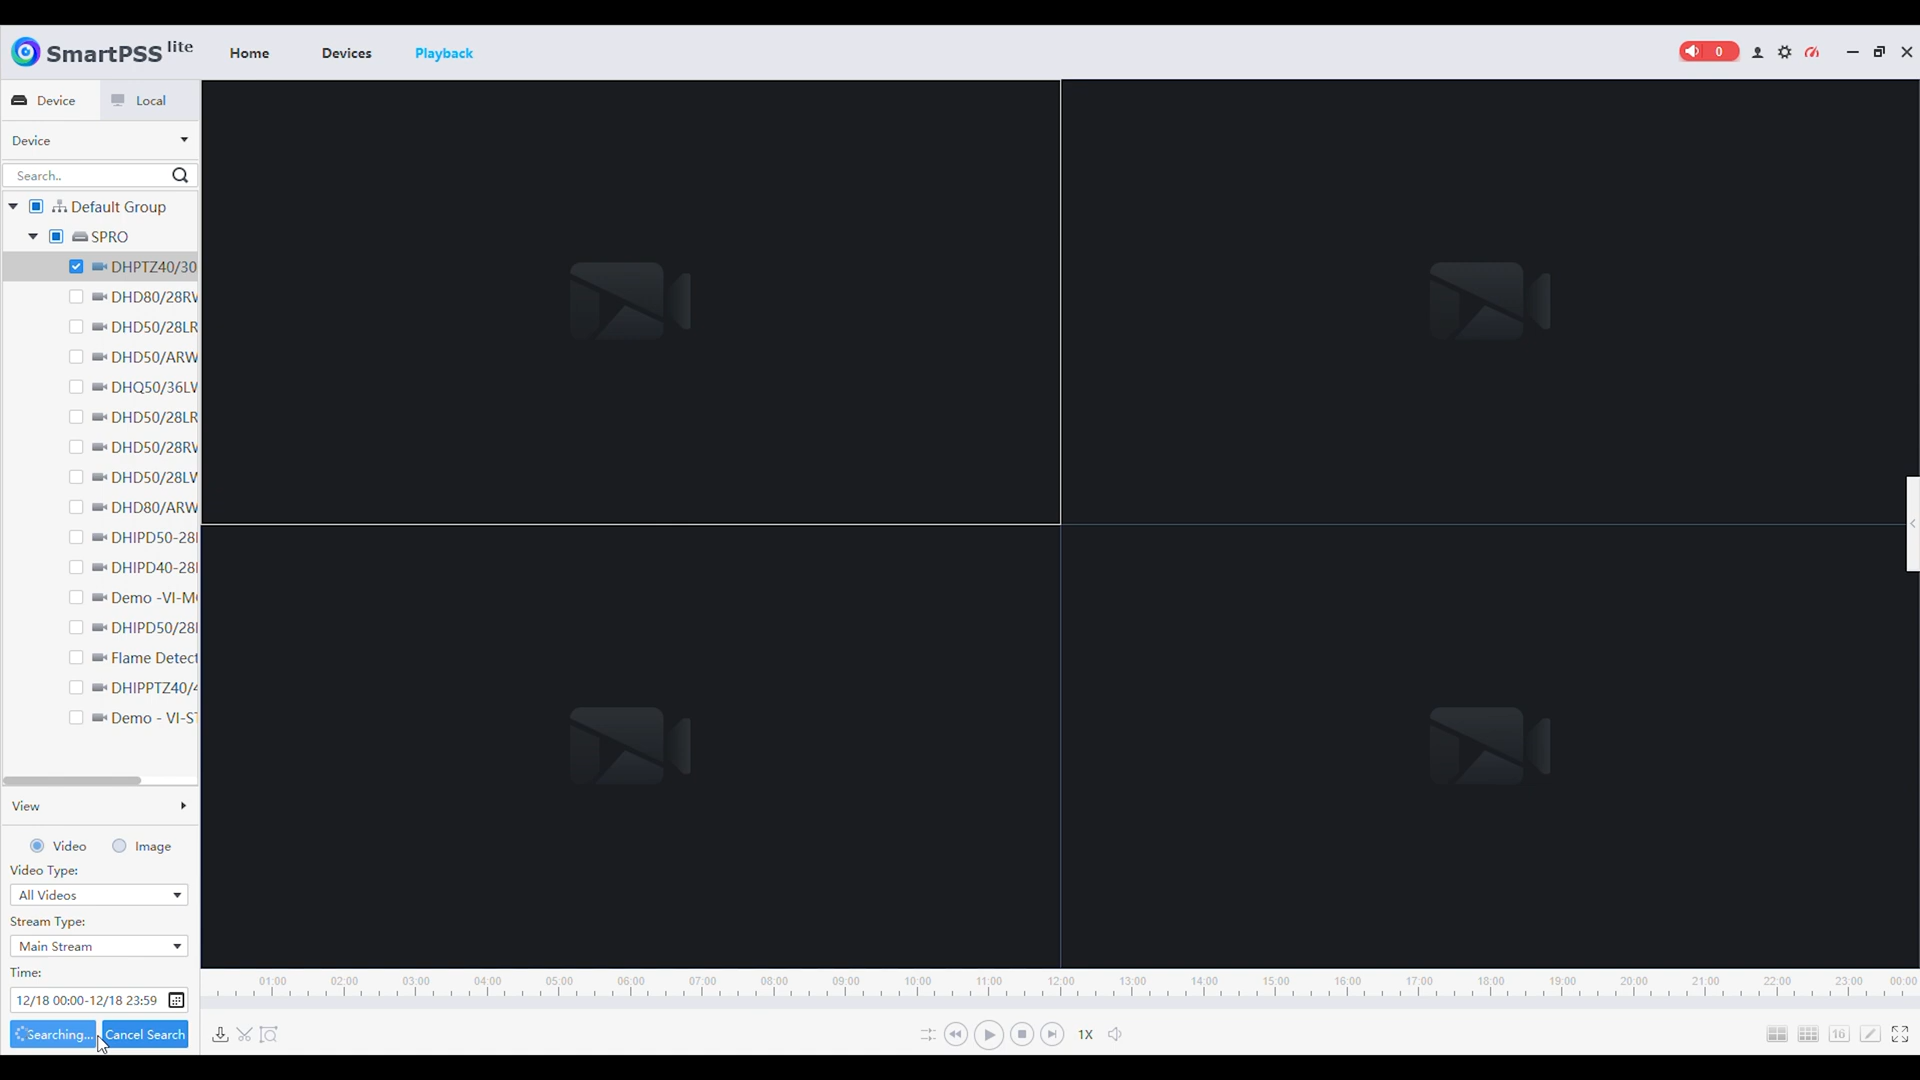 SmartPSS lite
Home
Devices
Playback
0
Device
Local
Device
Search..
Default Group
SPRO
DHPTZ40/30
DHD80/28RV
DHD50/28LR
DHD50/ARW
DHQ50/36LV
DHD50/28LR
DHD50/28RV
DHD50/28LV
DHD80/ARW
DHIPD50-28
DHIPD40-28
Demo -VI-M
DHIPD50/28
Flame Detect
DHIPPTZ40/4
Demo - VI-ST
View
Video
Image
Video Type:
All Videos
Stream Type:
Main Stream
Time:
12/18 00:00-12/18 23:59
Searching...
Cancel Search
01:00 02:00 03:00 04:00 05:00 06:00 07:00 08:00 09:00 10:00 11:00 12:00 13:00 14:00 15:00 16:00 17:00 18:00 19:00 20:00 21:00 22:00 23:00 00:00
1X
16